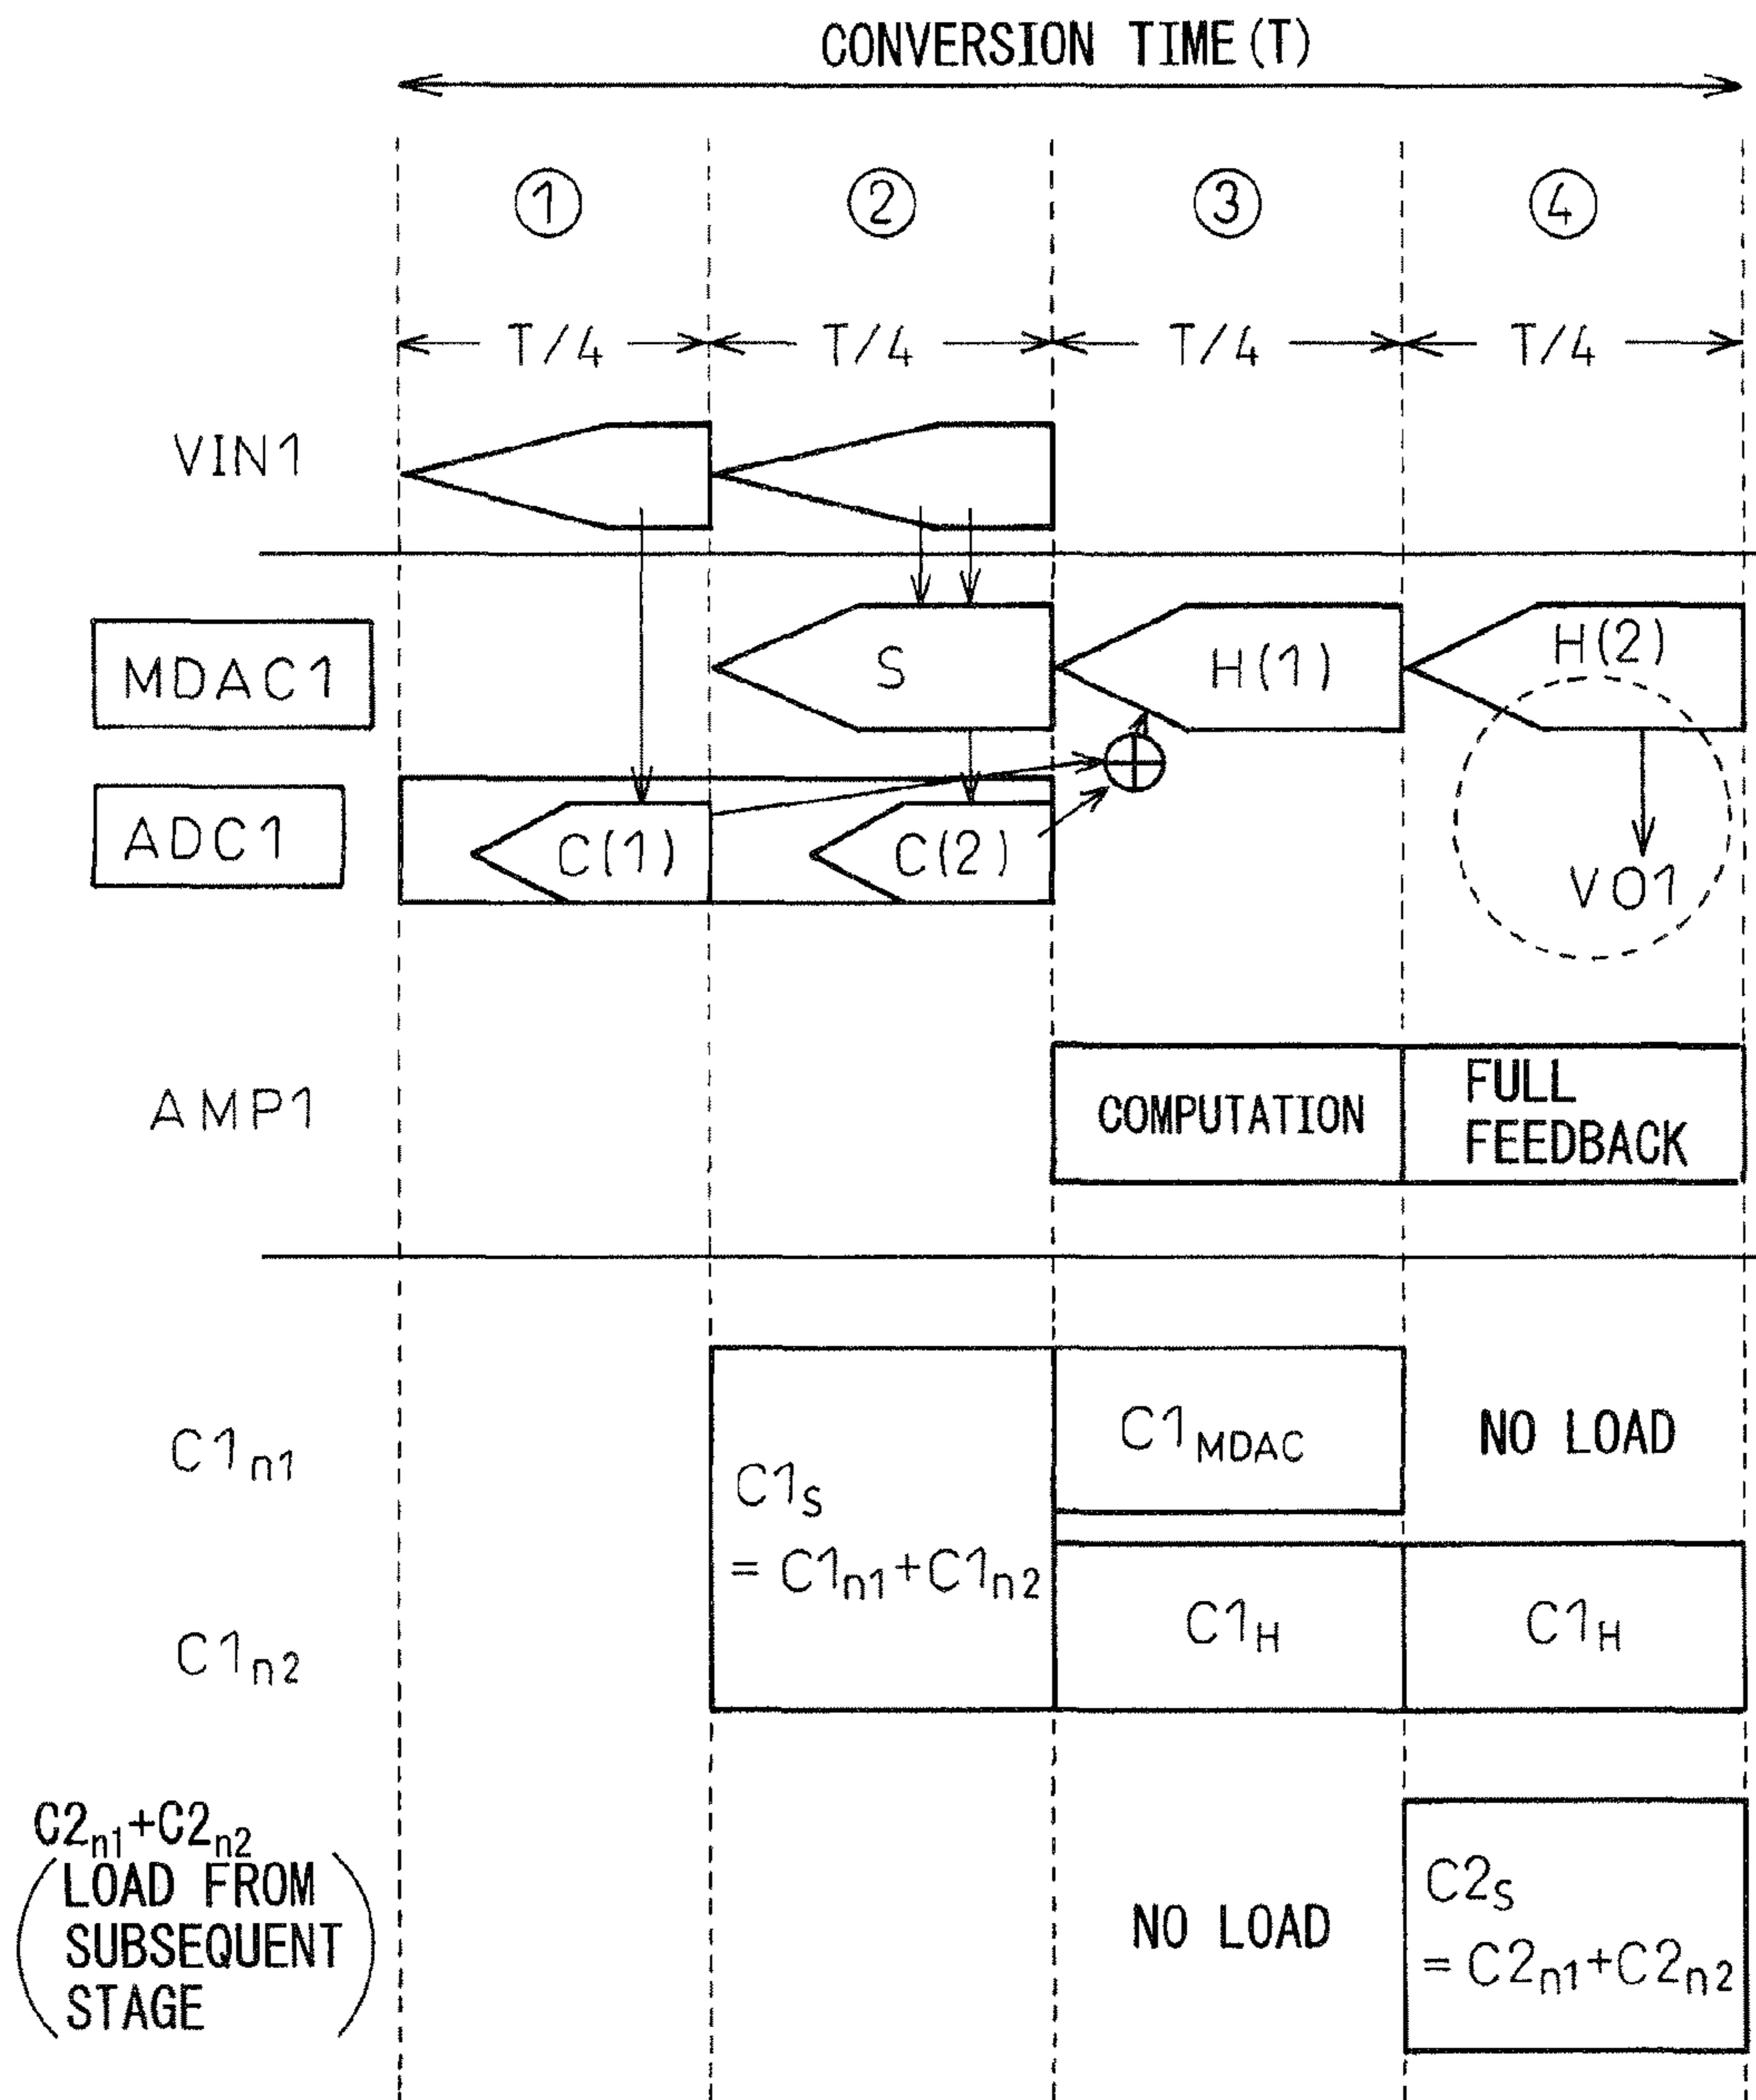 CONVERSION TIME(T)
① ② ③ ④
T/4 T/4 T/4 T/4
VIN1
MDAC1 S H(1) H(2)
ADC1 C(1) C(2) VO1
AMP1 COMPUTATION FULL
FEEDBACK
C1n1 C1MDAC NO LOAD
C1S
= C1n1+C1n2
C1n2 C1H C1H
C2n1+C2n2
(LOAD FROM
SUBSEQUENT
STAGE)
NO LOAD
C2S
= C2n1+C2n2